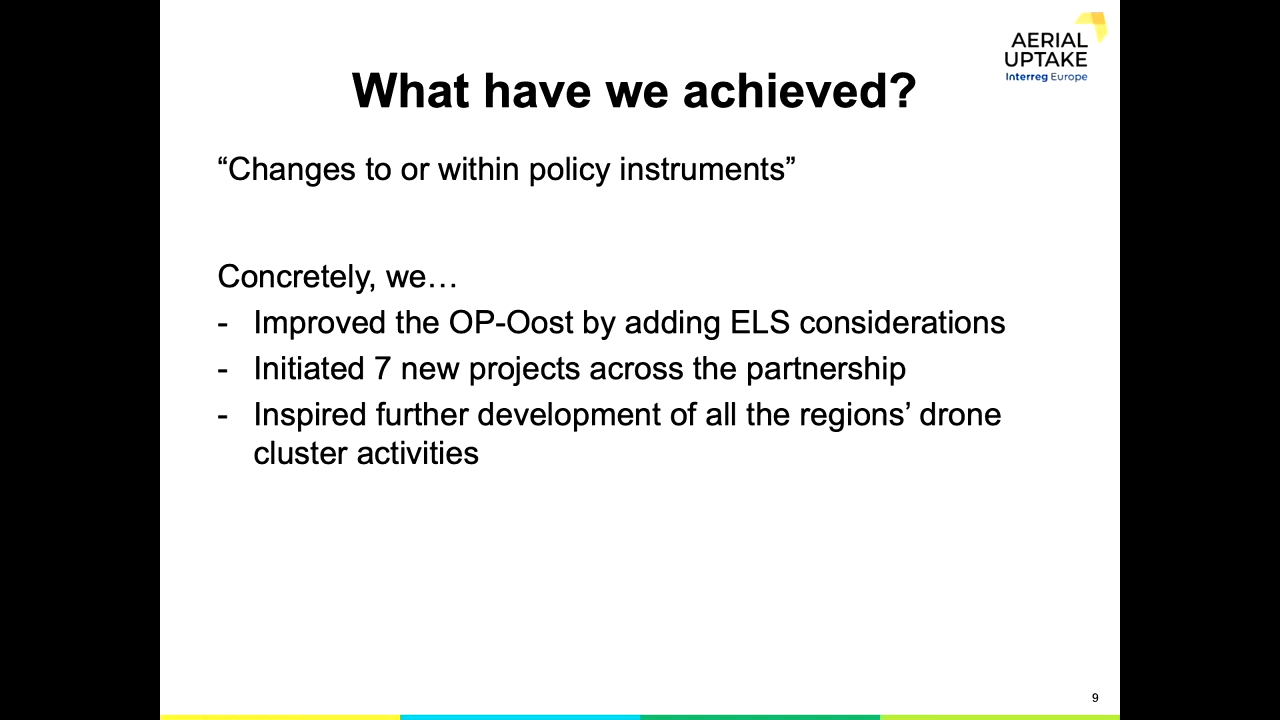 AERIAL
UPTAKE
Interreg Europe
What have we achieved?
“Changes to or within policy instruments”
Concretely, we…
- Improved the OP-Oost by adding ELS considerations
- Initiated 7 new projects across the partnership
- Inspired further development of all the regions’ drone
cluster activities
9